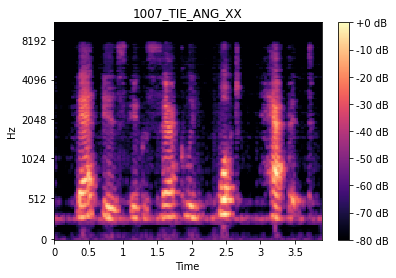 1007_TIE_ANG_XX
Hz
8192
4096
2048
1024
512
0
0 0.5 1 1.5 2 2.5 3 3.5
Time
+0 dB
-10 dB
-20 dB
-30 dB
-40 dB
-50 dB
-60 dB
-70 dB
-80 dB